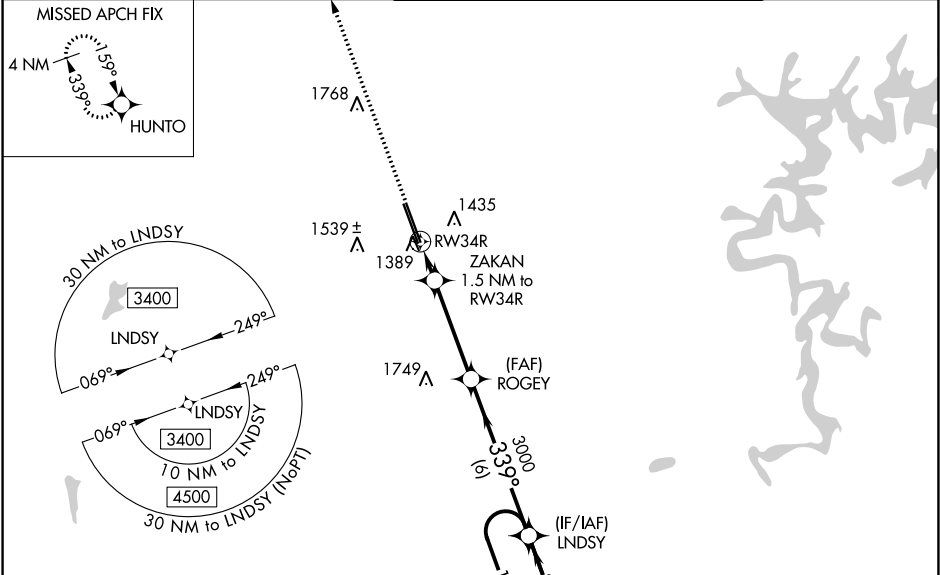 MISSED APCH FIX
4 NM
159°
339°
HUNTO
1768
1435
1539 ±
RW34R
1389
ZAKAN
1.5 NM to
RW34R
30 NM to LNDSY
3400
LNDSY
249°
069°
1749
(FAF)
ROGEY
249°
LNDSY
069°
3400
10 NM to LNDSY
4500
30 NM to LNDSY (NoPT)
3000
339°
(6)
(IF/IAF)
LNDSY